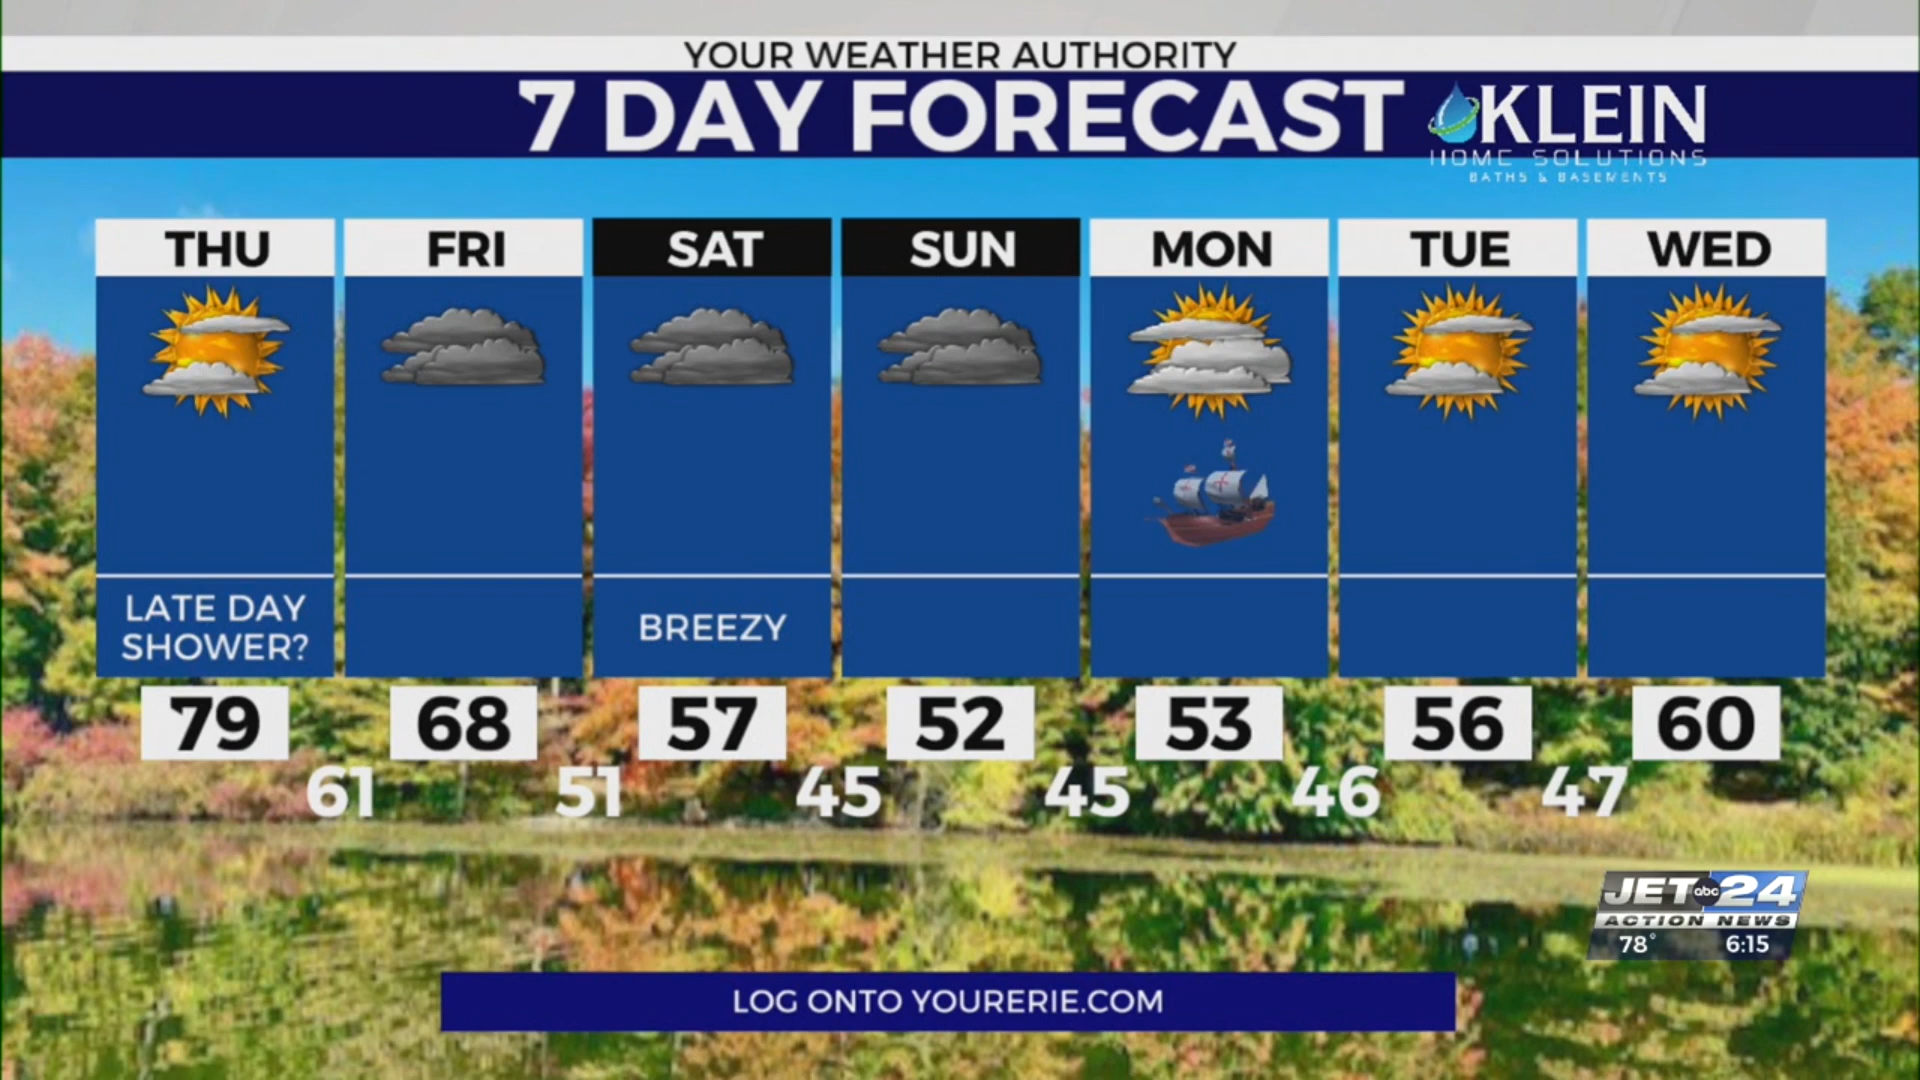 YOUR WEATHER AUTHORITY
7 DAY FORECAST
KLEIN
HOME SOLUTIONS
BATHS & BASEMENTS
THU FRI SAT SUN MON TUE WED
LATE DAY
SHOWER?
BREEZY
79 68 57 52 53 56 60
61 51 45 45 46 47
JET abc 24
ACTION NEWS
78° 6:15
LOG ONTO YOURERIE.COM